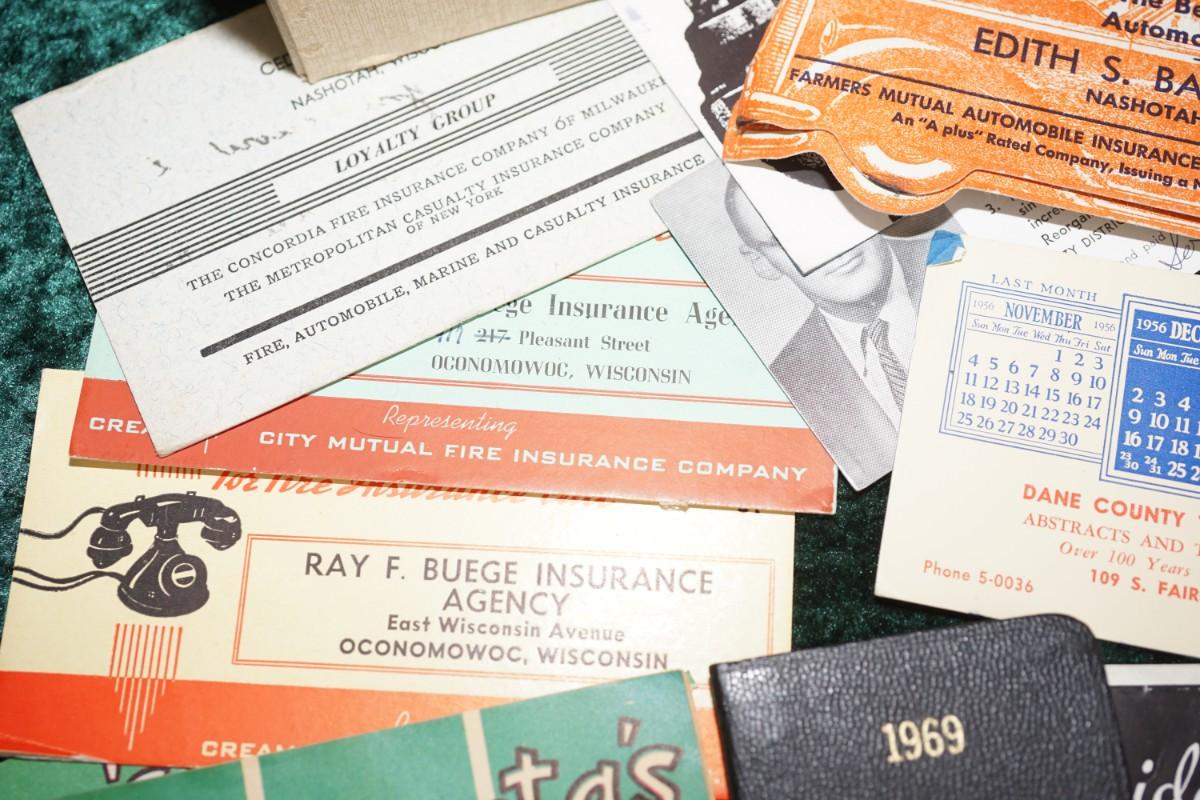 NASHOTAH,
LOYALTY GROUP
THE CONCORDIA FIRE INSURANCE COMPANY OF
THE METROPOLITAN CASUALTY INSURANCE COMPANY
OF NEW YORK
FIRE, AUTOMOBILE, MARINE AND CASUALTY INSURANCE
Insurance
217 Pleasant Street
OCONOMOWOC, WISCONSIN
Representing
CITY MUTUAL FIRE INSURANCE COMPANY
for Fire Insurance
RAY F. BUEGE INSURANCE
AGENCY
East Wisconsin Avenue
OCONOMOWOC, WISCONSIN
EDITH S.
FARMERS MUTUAL AUTOMOBILE INSURANCE
An "A plus" Rated Company, Issuing a
3.
and paid
LAST MONTH
1956 NOVEMBER 1956
Sun Mon Tue Wed Thu Fri Sat
1 2 3
4 5 6 7 8 9 10
11 12 13 14 15 16 17
18 19 20 21 22 23 24
25 26 27 28 29 30
1956 DEC
Sun Mon Tue
2 3 4
9 10 11
16 17 18
23/30 24/31 25
DANE COUNTY
ABSTRACTS AND
Over 100 Years
Phone 5-0036
109 S.
1969